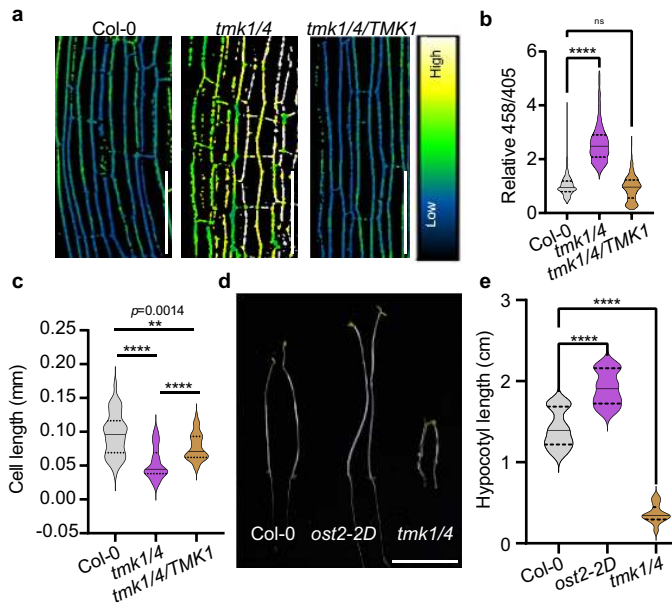 a
Col-0
tmk1/4
tmk1/4/TMK1
High
Low
b
ns
****
6
4
2
0
Relative 458/405
Col-0
tmk1/4
tmk1/4/TMK1
c
p=0.0014
**
****
****
0.25
0.20
0.15
0.10
0.05
0.00
-0.05
Cell length (mm)
Col-0
tmk1/4
tmk1/4/TMK1
d
Col-0
ost2-2D
tmk1/4
e
****
****
3
2
1
0
Hypocotyl length (cm)
Col-0
ost2-2D
tmk1/4